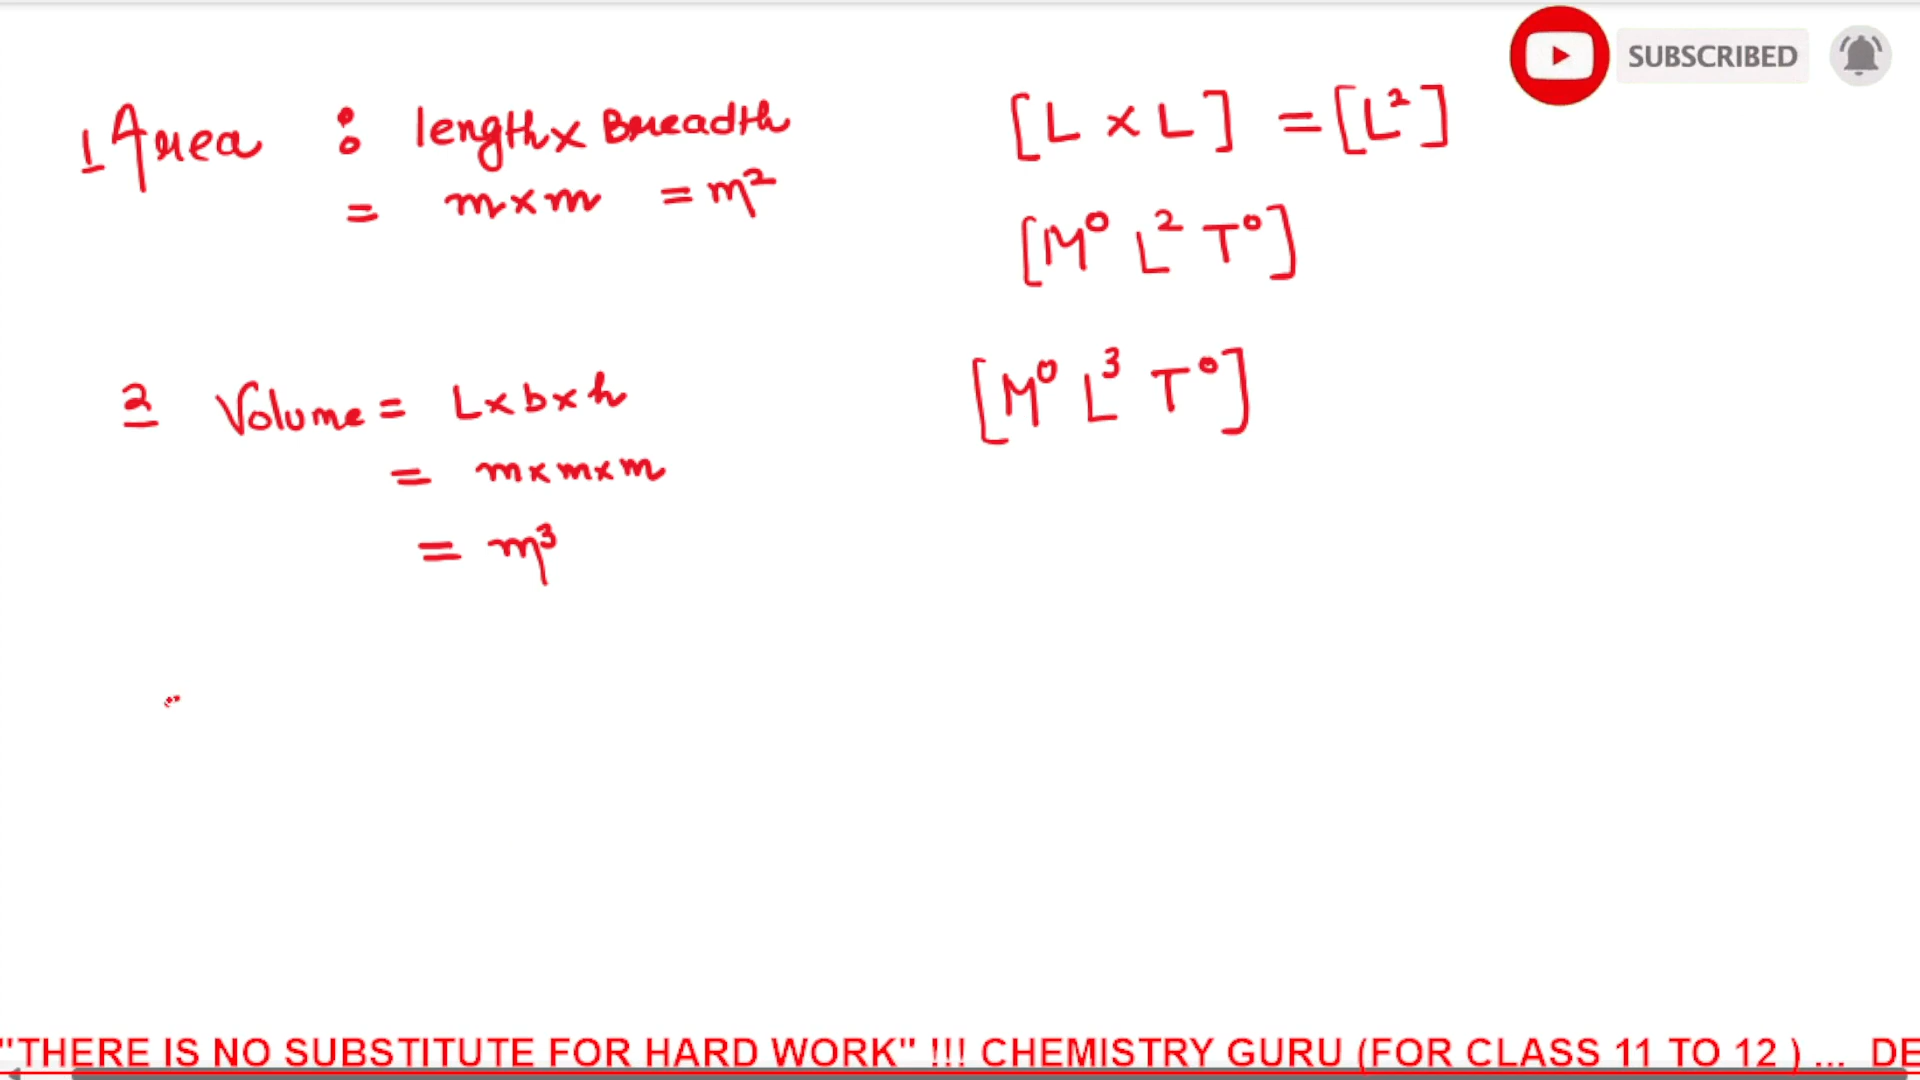 SUBSCRIBED
1 Area : length x Breadth [L x L] = [L²]
= m x m = m²
[M⁰ L² T⁰]
2 Volume = L x b x h [M⁰ L³ T⁰]
= m x m x m
= m³
"THERE IS NO SUBSTITUTE FOR HARD WORK" !!! CHEMISTRY GURU (FOR CLASS 11 TO 12 ) ... DE